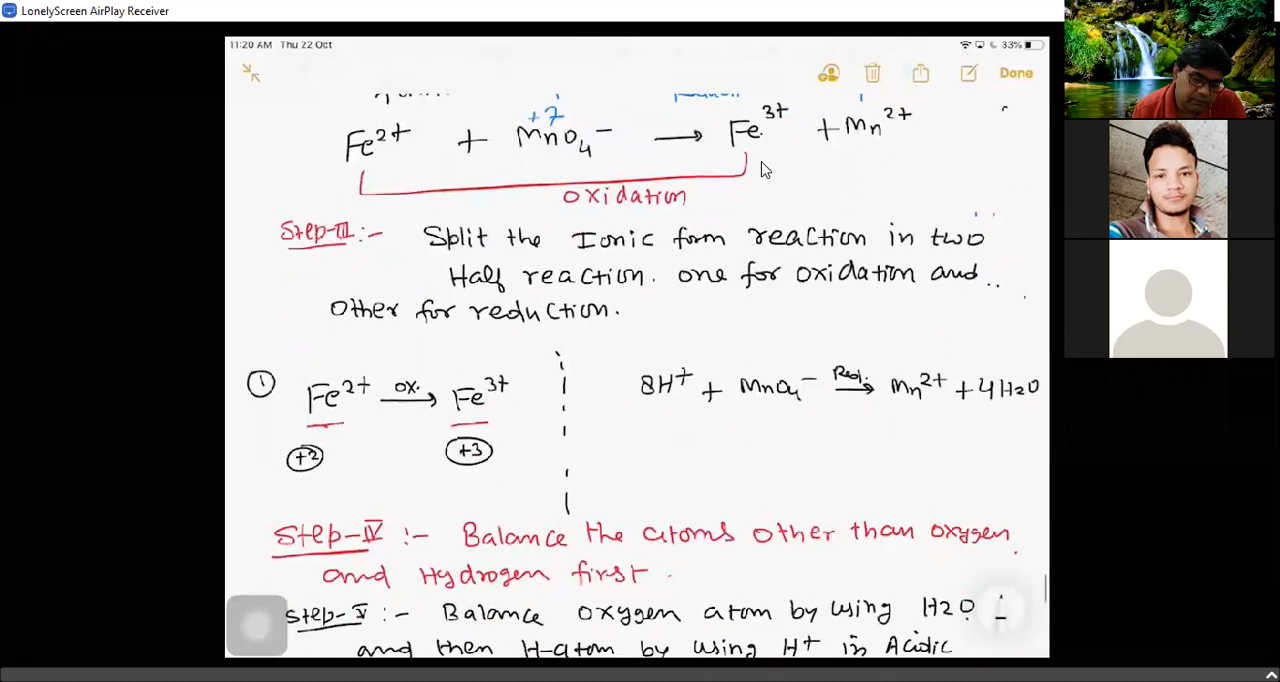 LonelyScreen AirPlay Receiver
11:20 AM Thu 22 Oct
33%
Done
+7
Fe2+ + MnO4− → Fe3+ + Mn2+
oxidation
Step-III :- Split the Ionic form reaction in two
Half reaction. one for oxidation and
other for reduction.
① Fe2+ ox. → Fe3+
8H+ + MnO4− Red. → Mn2+ + 4H2O
+2 +3
Step-IV :- Balance the atoms other than oxygen
and Hydrogen first.
Step-V :- Balance oxygen atom by using H2O
and then H-atom by using H+ in Acidic